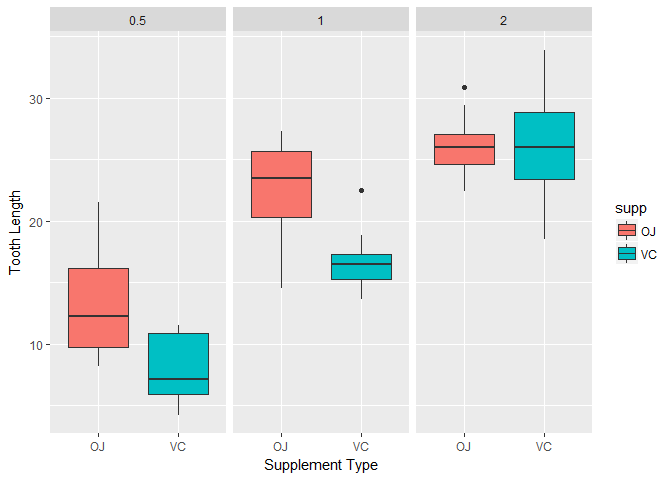 0.5 1 2
30
20
10
Tooth Length
OJ VC OJ VC OJ VC
Supplement Type
supp
OJ
VC